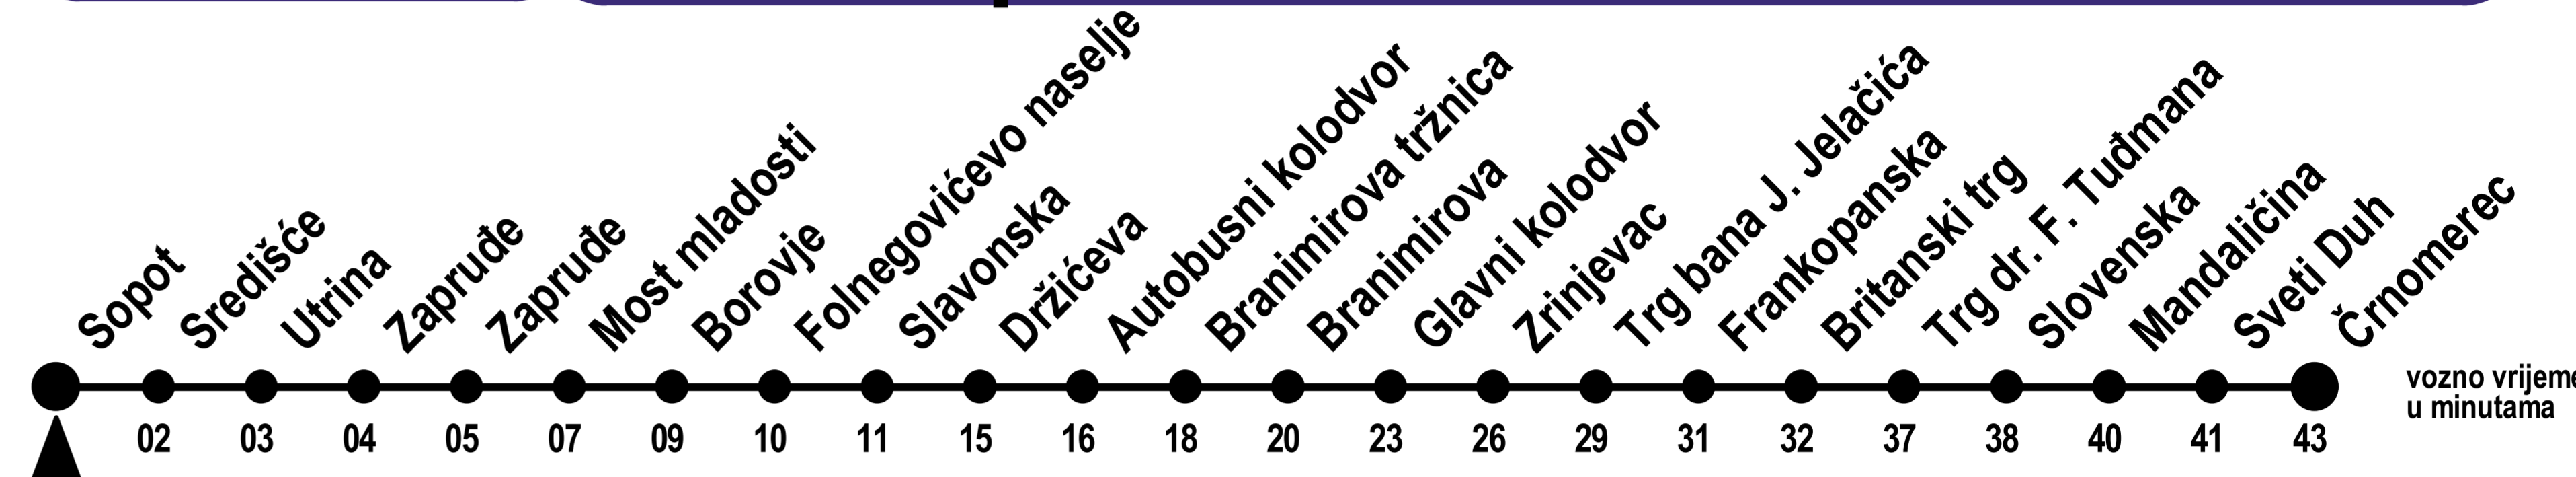 Sopot
Središće
Utrina
Zapruđe
Zapruđe
Most mladosti
Borovje
Folnegovićevo naselje
Slavonska
Držićeva
Autobusni kolodvor
Branimirova tržnica
Branimirova
Glavni kolodvor
Zrinjevac
Trg bana J. Jelačića
Frankopanska
Britanski trg
Trg dr. F. Tuđmana
Slovenska
Mandaličina
Sveti Duh
Črnomerec
02 03 04 05 07 09 10 11 15 16 18 20 23 26 29 31 32 37 38 40 41 43
vozno vrijeme
u minutama